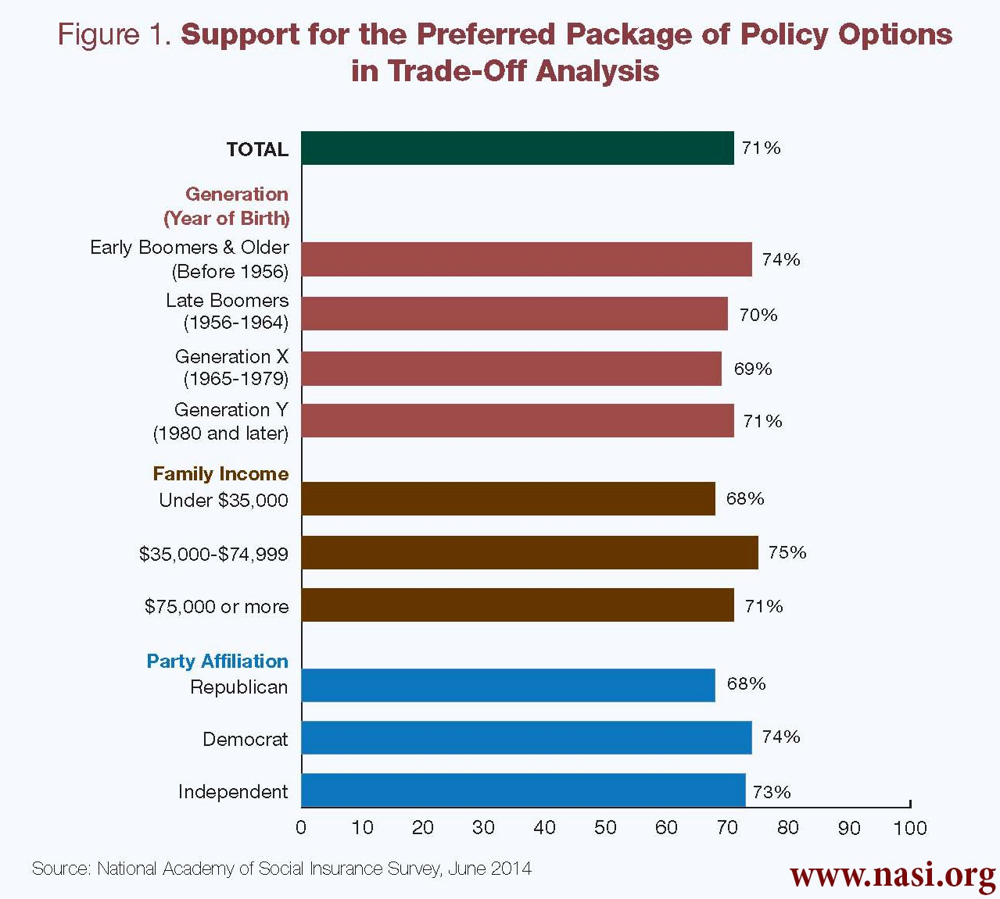 Figure 1. Support for the Preferred Package of Policy Options
in Trade-Off Analysis
TOTAL 71%
Generation
(Year of Birth)
Early Boomers & Older
(Before 1956) 74%
Late Boomers
(1956-1964) 70%
Generation X
(1965-1979) 69%
Generation Y
(1980 and later) 71%
Family Income
Under $35,000 68%
$35,000-$74,999 75%
$75,000 or more 71%
Party Affiliation
Republican 68%
Democrat 74%
Independent 73%
0 10 20 30 40 50 60 70 80 90 100
Source: National Academy of Social Insurance Survey, June 2014
www.nasi.org